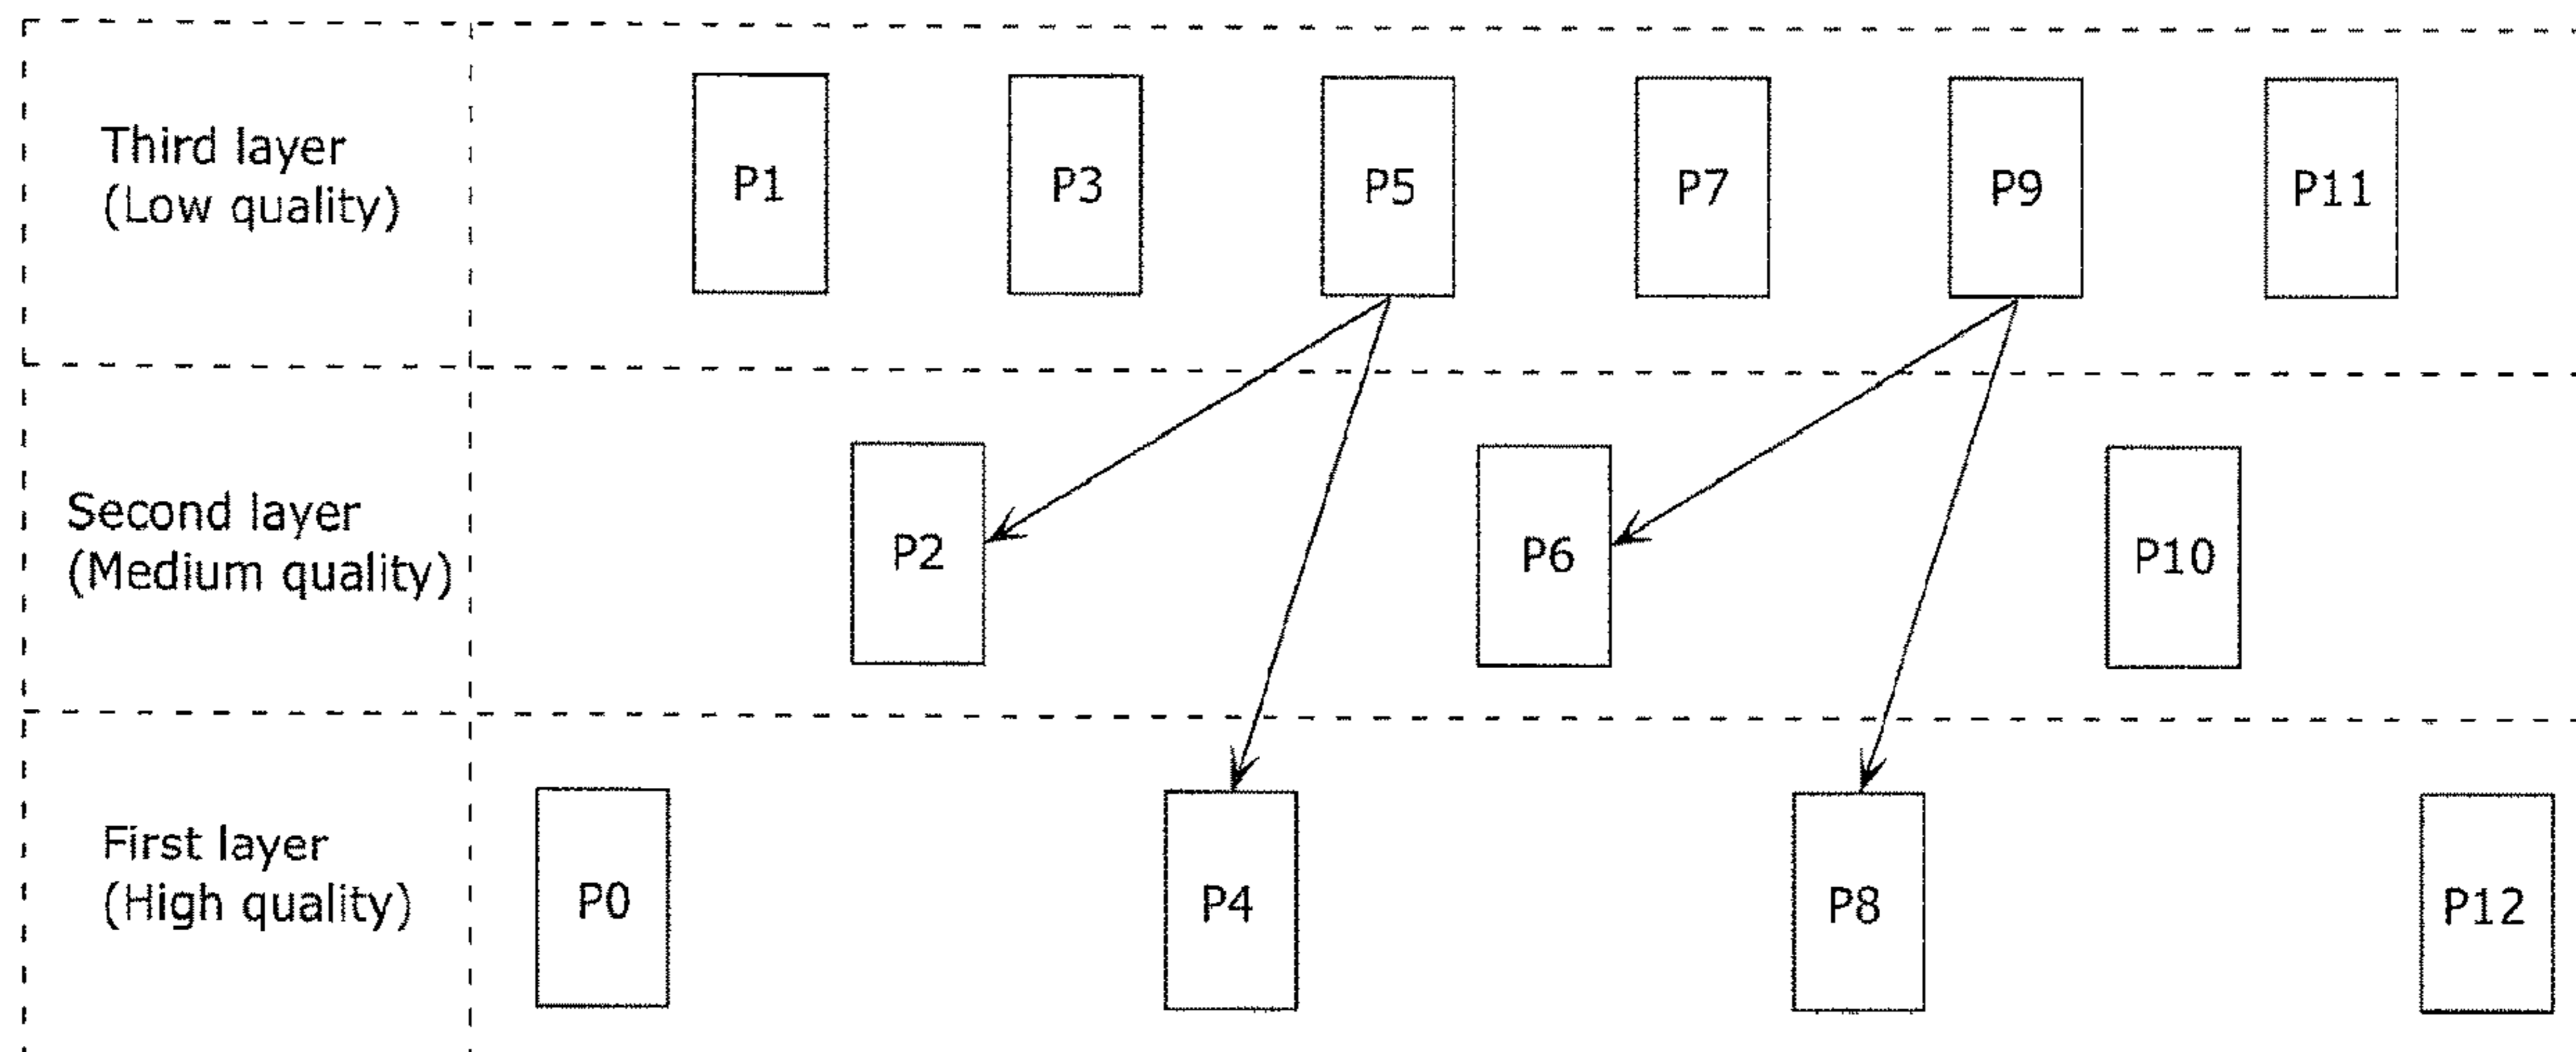 Third layer
(Low quality)
P1 P3 P5 P7 P9 P11
Second layer
(Medium quality)
P2 P6 P10
First layer
(High quality)
P0 P4 P8 P12